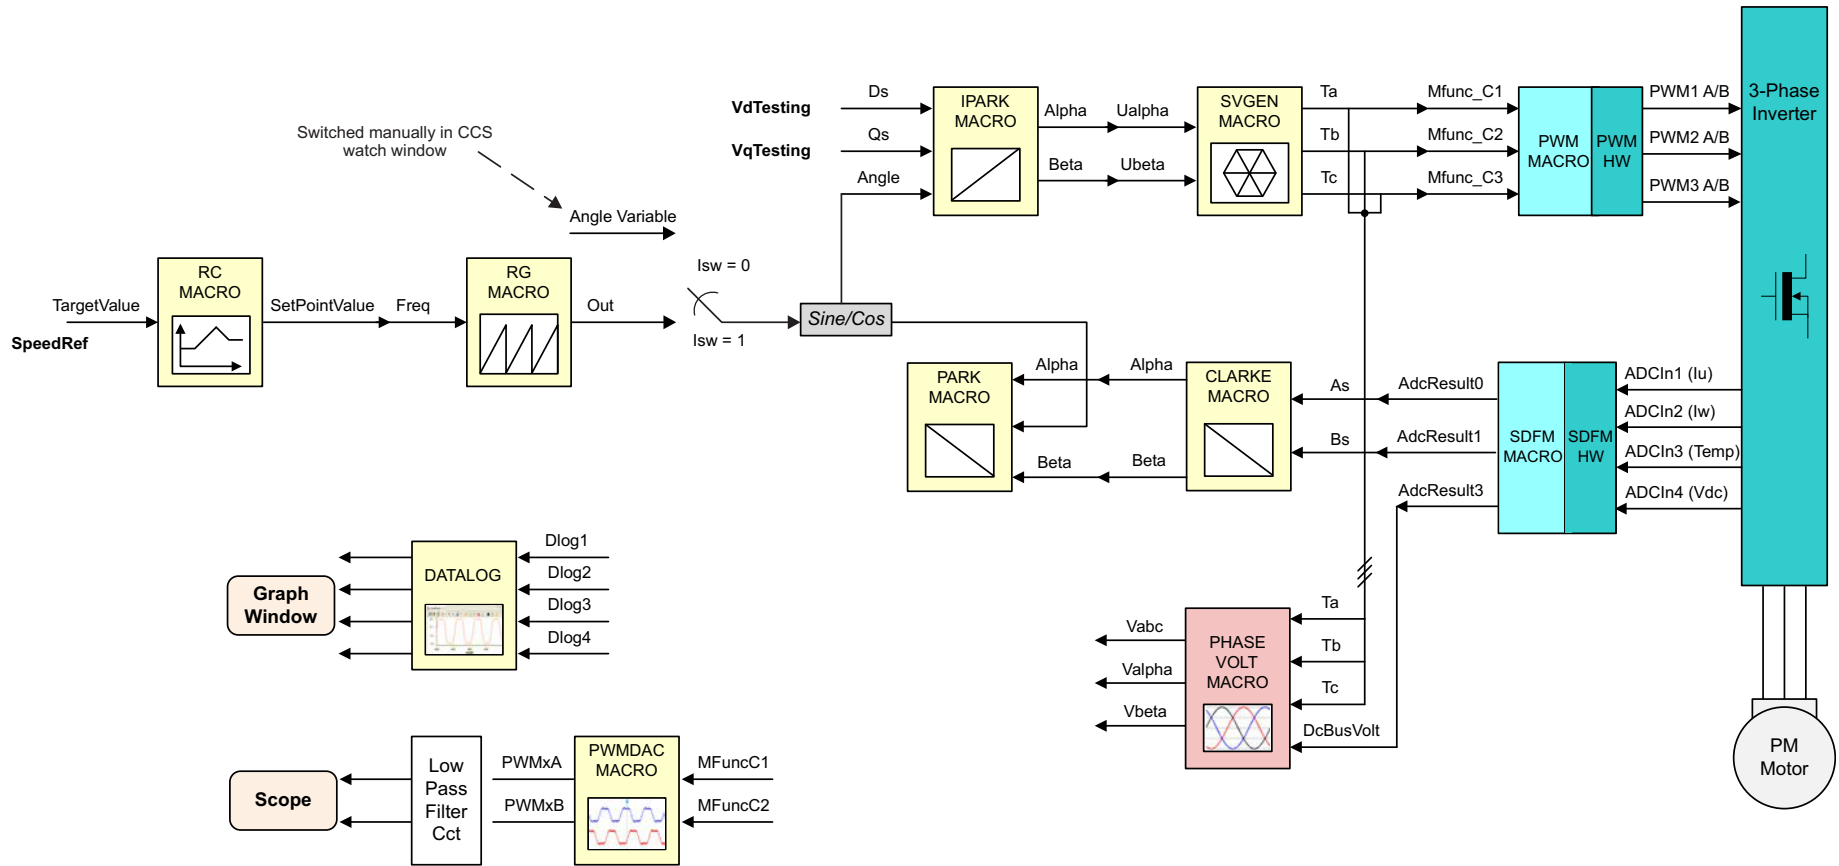 Switched manually in CCS
watch window
Angle Variable
TargetValue
SpeedRef
RC
MACRO
SetPointValue
Freq
RG
MACRO
Out
Isw = 0
Isw = 1
Sine/Cos
VdTesting
VqTesting
Ds
Qs
Angle
IPARK
MACRO
Alpha
Ualpha
Beta
Ubeta
SVGEN
MACRO
Ta
Tb
Tc
Mfunc_C1
Mfunc_C2
Mfunc_C3
PWM
MACRO
PWM
HW
PWM1 A/B
PWM2 A/B
PWM3 A/B
3-Phase
Inverter
PARK
MACRO
Alpha
Alpha
Beta
Beta
CLARKE
MACRO
As
Bs
AdcResult0
AdcResult1
AdcResult3
SDFM
MACRO
SDFM
HW
ADCIn1 (Iu)
ADCIn2 (Iw)
ADCIn3 (Temp)
ADCIn4 (Vdc)
Graph
Window
DATALOG
Dlog1
Dlog2
Dlog3
Dlog4
Vabc
Valpha
Vbeta
PHASE
VOLT
MACRO
Ta
Tb
Tc
DcBusVolt
PM
Motor
Scope
Low
Pass
Filter
Cct
PWMxA
PWMxB
PWMDAC
MACRO
MFuncC1
MFuncC2